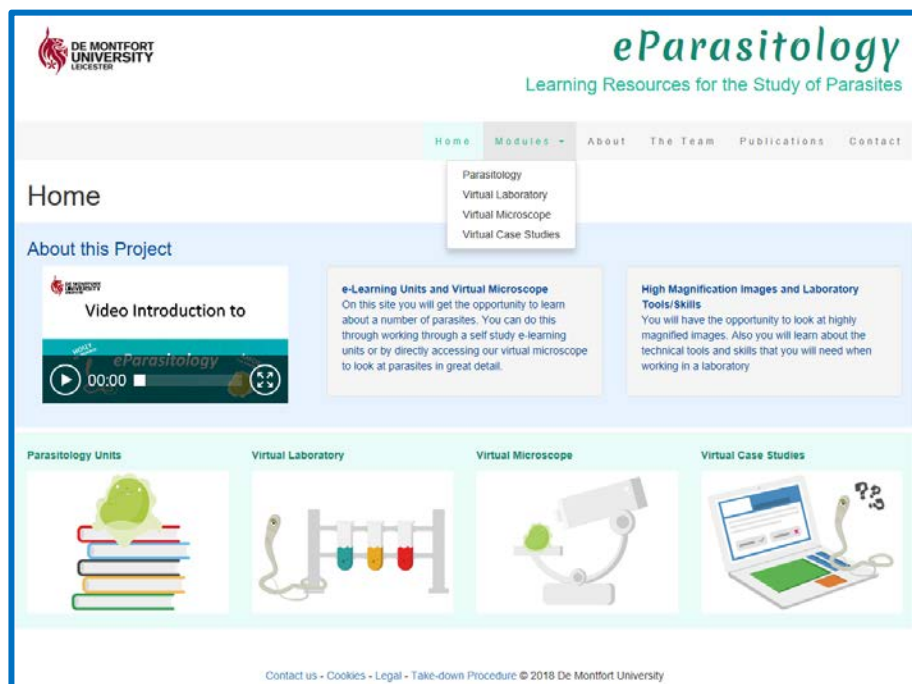 DE MONTFORT
UNIVERSITY
LEICESTER
eParasitology
Learning Resources for the Study of Parasites
Home Modules About The Team Publications Contact
Parasitology
Virtual Laboratory
Virtual Microscope
Virtual Case Studies
Home
About this Project
DE MONTFORT
UNIVERSITY
Video Introduction to
eParasitology
00:00
e-Learning Units and Virtual Microscope
On this site you will get the opportunity to learn
about a number of parasites. You can do this
through working through a self study e-learning
units or by directly accessing our virtual microscope
to look at parasites in great detail.
High Magnification Images and Laboratory
Tools/Skills
You will have the opportunity to look at highly
magnified images. Also you will learn about the
technical tools and skills that you will need when
working in a laboratory
Parasitology Units
Virtual Laboratory
Virtual Microscope
Virtual Case Studies
???
Contact us - Cookies - Legal - Take-down Procedure © 2018 De Montfort University